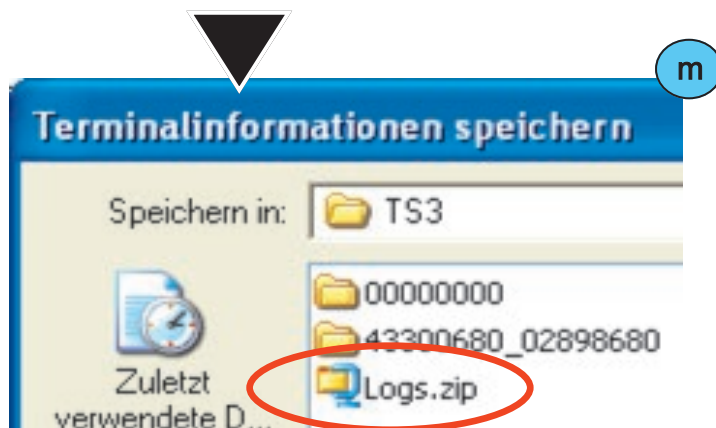 m
Terminalinformationen speichern
Speichern in: TS3
00000000
43300680_02898680
Logs.zip
Zuletzt
verwendete D...